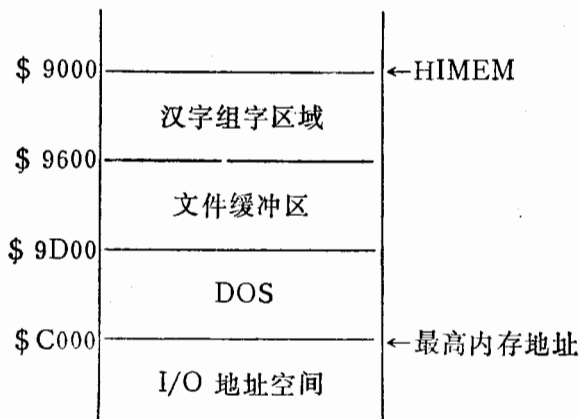 $ 9000 ←HIMEM
汉字组字区域
$ 9600
文件缓冲区
$ 9D00
DOS
$ C000 ←最高内存地址
I/O 地址空间